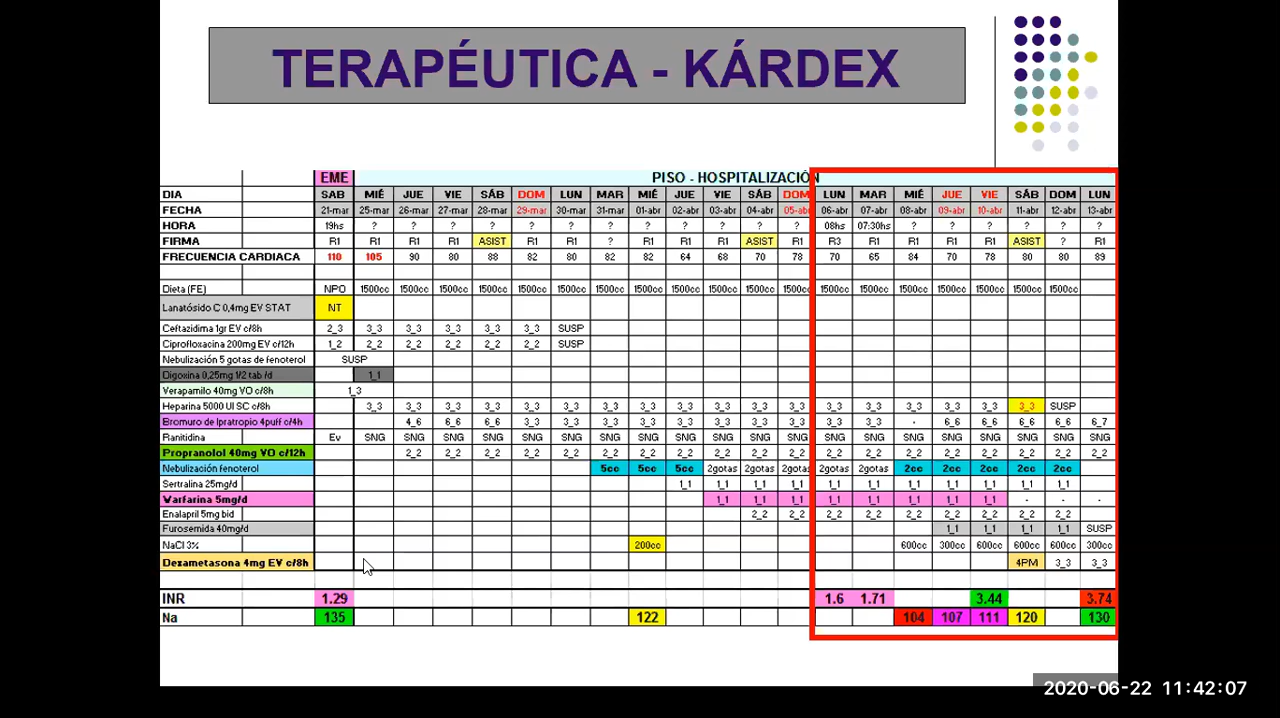 TERAPÉUTICA - KÁRDEX
EME PISO - HOSPITALIZACIÓN
DIA SAB MIÉ JUE VIE SÁB DOM LUN MAR MIÉ JUE VIE SÁB DOM LUN MAR MIÉ JUE VIE SÁB DOM LUN
FECHA 21-mar 25-mar 26-mar 27-mar 28-mar 29-mar 30-mar 31-mar 01-abr 02-abr 03-abr 04-abr 05-abr 06-abr 07-abr 08-abr 09-abr 10-abr 11-abr 12-abr 13-abr
HORA 19hs ? ? ? ? ? ? ? ? ? ? ? ? 08hs 07:30hs ? ? ? ? ? ?
FIRMA R1 R1 R1 R1 ASIST R1 R1 ? R1 R1 R1 ASIST R1 R3 R1 R1 R1 R1 ASIST ? R1
FRECUENCIA CARDIACA 110 105 90 80 88 82 80 82 82 64 68 70 78 70 65 84 70 78 80 80 89
Dieta (FE) NPO 1500cc 1500cc 1500cc 1500cc 1500cc 1500cc 1500cc 1500cc 1500cc 1500cc 1500cc 1500cc 1500cc 1500cc 1500cc 1500cc 1500cc 1500cc 1500cc
Lanatósido C 0,4mg EV STAT NT
Ceftazidima 1gr EV c/8h 2_3 3_3 3_3 3_3 3_3 3_3 SUSP
Ciprofloxacina 200mg EV c/12h 1_2 2_2 2_2 2_2 2_2 2_2 SUSP
Nebulización 5 gotas de fenoterol SUSP
Digoxina 0,25mg 1/2 tab /d 1_1
Verapamilo 40mg VO c/8h 1_3
Heparina 5000 UI SC c/8h 3_3 3_3 3_3 3_3 3_3 3_3 3_3 3_3 3_3 3_3 3_3 3_3 3_3 3_3 3_3 3_3 3_3 3_3 SUSP
Bromuro de Ipratropio 4puff c/4h 4_6 6_6 6_6 3_3 3_3 3_3 3_3 3_3 3_3 3_3 3_3 3_3 3_3 - 6_6 6_6 6_6 6_6 6_7
Ranitidina Ev SNG SNG SNG SNG SNG SNG SNG SNG SNG SNG SNG SNG SNG SNG SNG SNG SNG SNG SNG SNG
Propranolol 40mg VO c/12h 2_2 2_2 2_2 2_2 2_2 2_2 2_2 2_2 2_2 2_2 2_2 2_2 2_2 2_2 2_2 2_2 2_2 2_2 2_2
Nebulización fenoterol 5cc 5cc 5cc 2gotas 2gotas 2gotas 2gotas 2gotas 2cc 2cc 2cc 2cc 2cc
Sertralina 25mg/d 1_1 1_1 1_1 1_1 1_1 1_1 1_1 1_1 1_1 1_1 1_1
Warfarina 5mg/d 1_1 1_1 1_1 1_1 1_1 1_1 1_1 1_1 - - -
Enalapril 5mg bid 2_2 2_2 2_2 2_2 2_2 2_2 2_2 2_2 2_2 2_2
Furosemida 40mg/d 1_1 1_1 1_1 1_1 SUSP
NaCl 3% 200cc 600cc 300cc 600cc 600cc 600cc 300cc
Dexametasona 4mg EV c/8h 4PM 3_3 3_3
INR 1.29 1.6 1.71 3.44 3.74
Na 135 122 104 107 111 120 130
2020-06-22 11:42:07